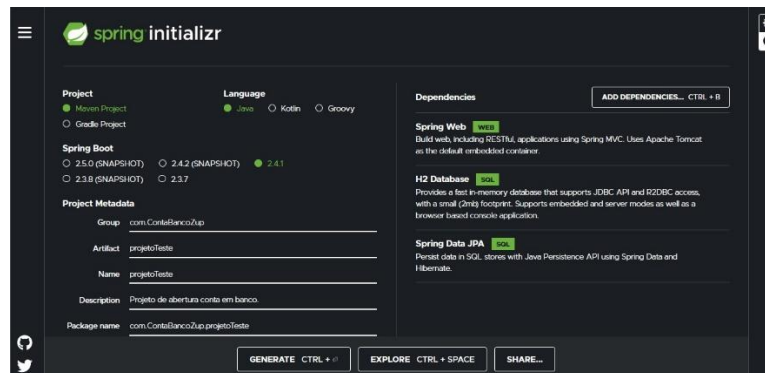 spring initializr
Project
Maven Project
Gradle Project
Language
Java Kotlin Groovy
Spring Boot
2.5.0 (SNAPSHOT) 2.4.2 (SNAPSHOT) 2.4.1
2.3.8 (SNAPSHOT) 2.3.7
Project Metadata
Group com.ContaBancoZup
Artifact projetoTeste
Name projetoTeste
Description Projeto de abertura conta em banco.
Package name com.ContaBancoZup.projetoTeste
Dependencies
ADD DEPENDENCIES... CTRL + B
Spring Web WEB
Build web, including RESTful, applications using Spring MVC. Uses Apache Tomcat
as the default embedded container.
H2 Database SQL
Provides a fast in-memory database that supports JDBC API and R2DBC access,
with a small (2mb) footprint. Supports embedded and server modes as well as a
browser based console application.
Spring Data JPA SQL
Persist data in SQL stores with Java Persistence API using Spring Data and
Hibernate.
GENERATE CTRL + ⏎
EXPLORE CTRL + SPACE
SHARE...